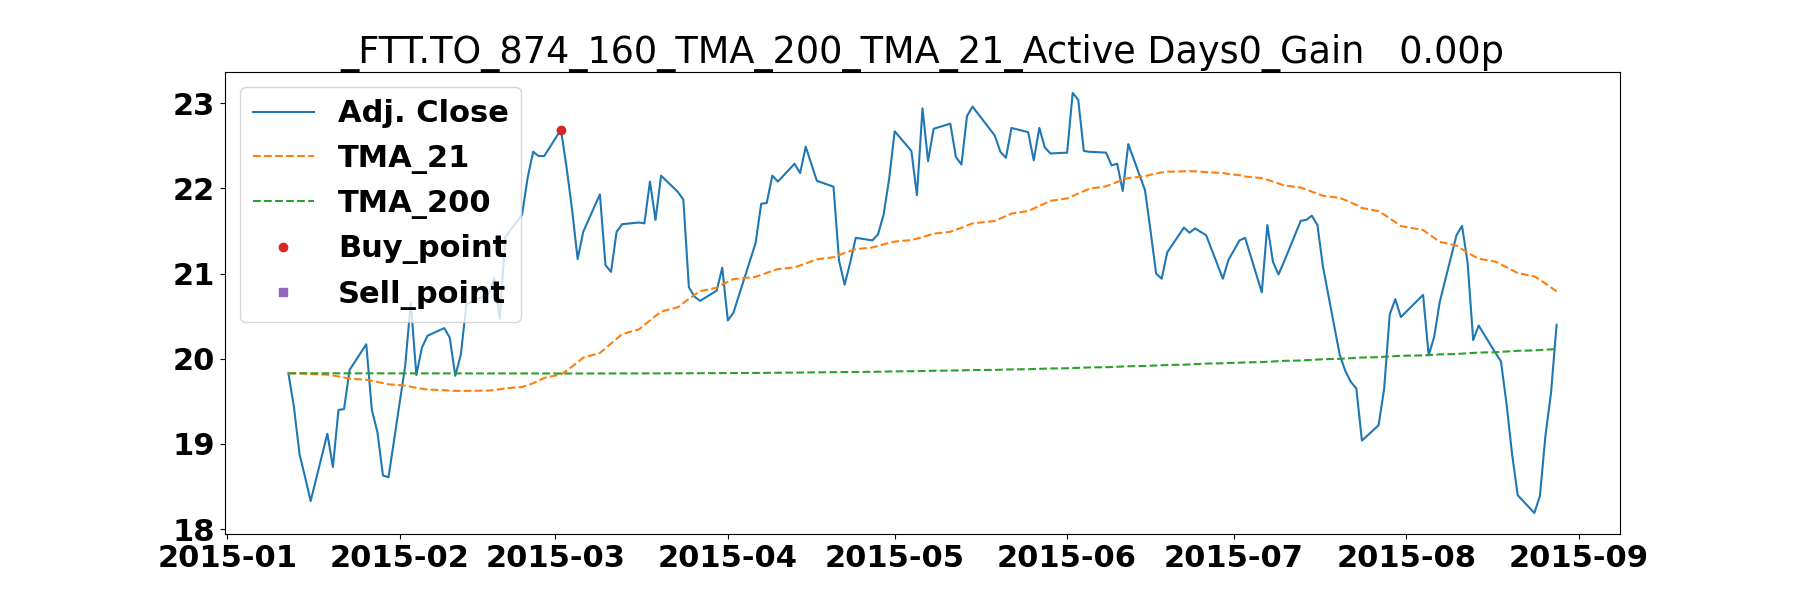 _FTT.TO_874_160_TMA_200_TMA_21_Active Days0_Gain   0.00p
23
22
21
20
19
18
Adj. Close
TMA_21
TMA_200
Buy_point
Sell_point
2015-01 2015-02 2015-03 2015-04 2015-05 2015-06 2015-07 2015-08 2015-09